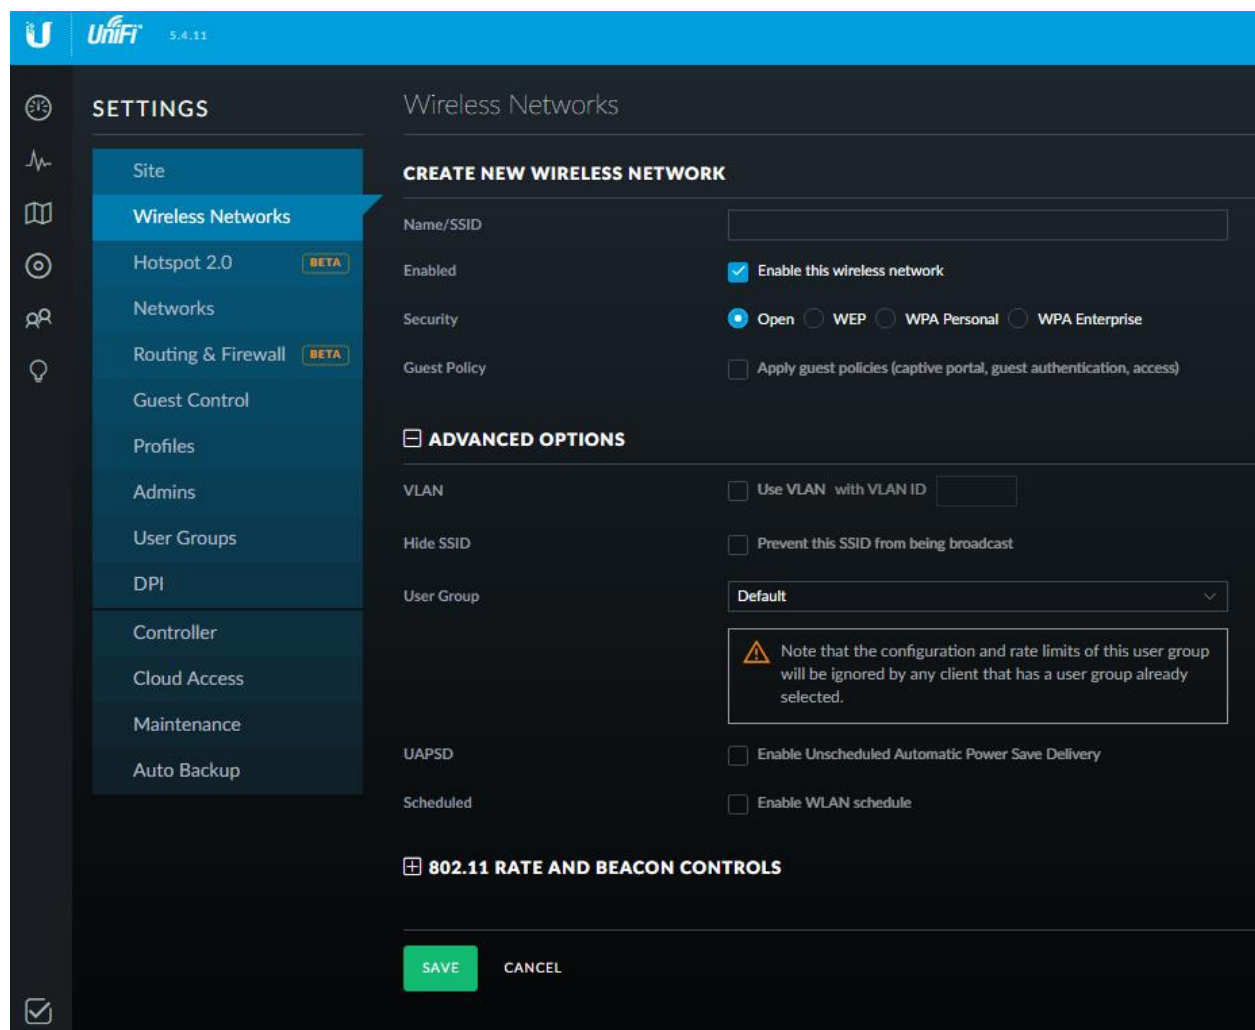 UniFi 5.4.11
SETTINGS
Site
Wireless Networks
Hotspot 2.0 BETA
Networks
Routing & Firewall BETA
Guest Control
Profiles
Admins
User Groups
DPI
Controller
Cloud Access
Maintenance
Auto Backup
Wireless Networks
CREATE NEW WIRELESS NETWORK
Name/SSID
Enabled Enable this wireless network
Security Open WEP WPA Personal WPA Enterprise
Guest Policy Apply guest policies (captive portal, guest authentication, access)
ADVANCED OPTIONS
VLAN Use VLAN with VLAN ID
Hide SSID Prevent this SSID from being broadcast
User Group Default
Note that the configuration and rate limits of this user group
will be ignored by any client that has a user group already
selected.
UAPSD Enable Unscheduled Automatic Power Save Delivery
Scheduled Enable WLAN schedule
802.11 RATE AND BEACON CONTROLS
SAVE CANCEL